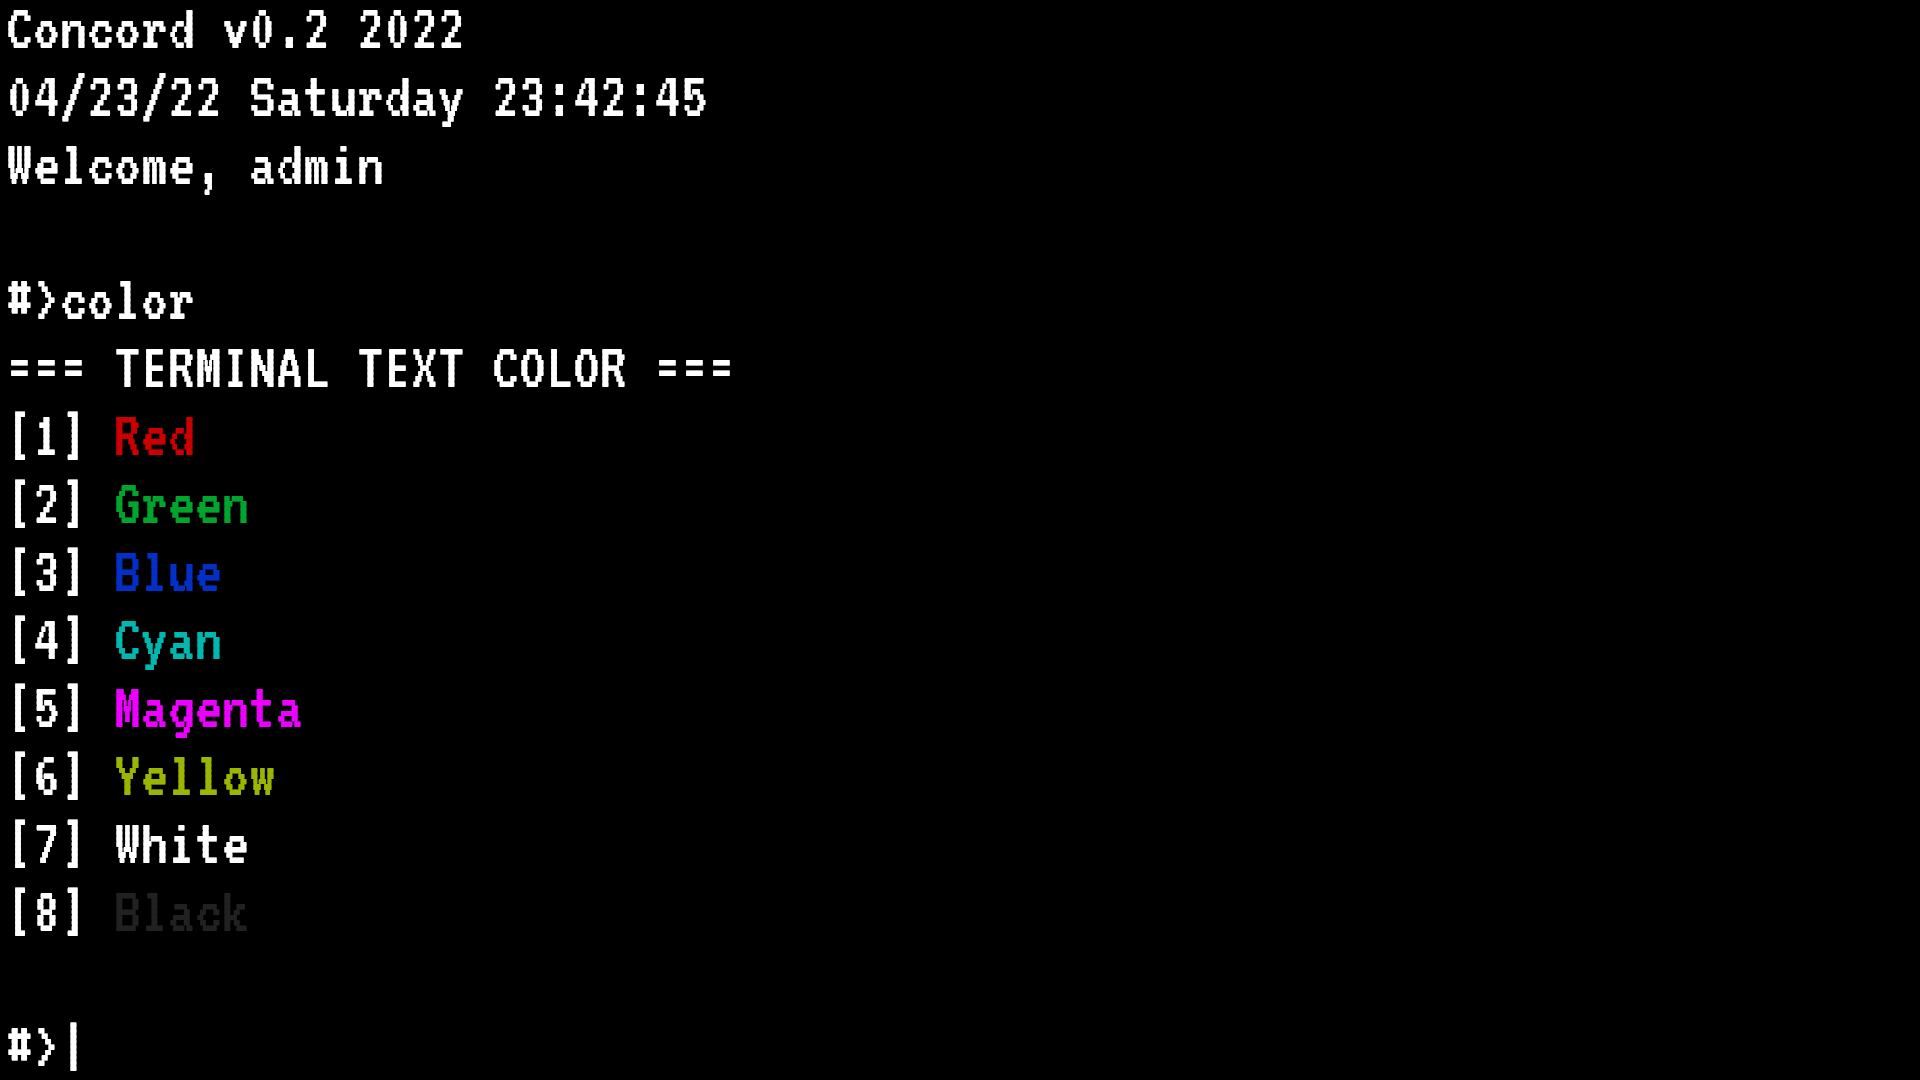 Concord v0.2 2022
04/23/22 Saturday 23:42:45
Welcome, admin
#>color
=== TERMINAL TEXT COLOR ===
[1] Red
[2] Green
[3] Blue
[4] Cyan
[5] Magenta
[6] Yellow
[7] White
[8] Black
#>|